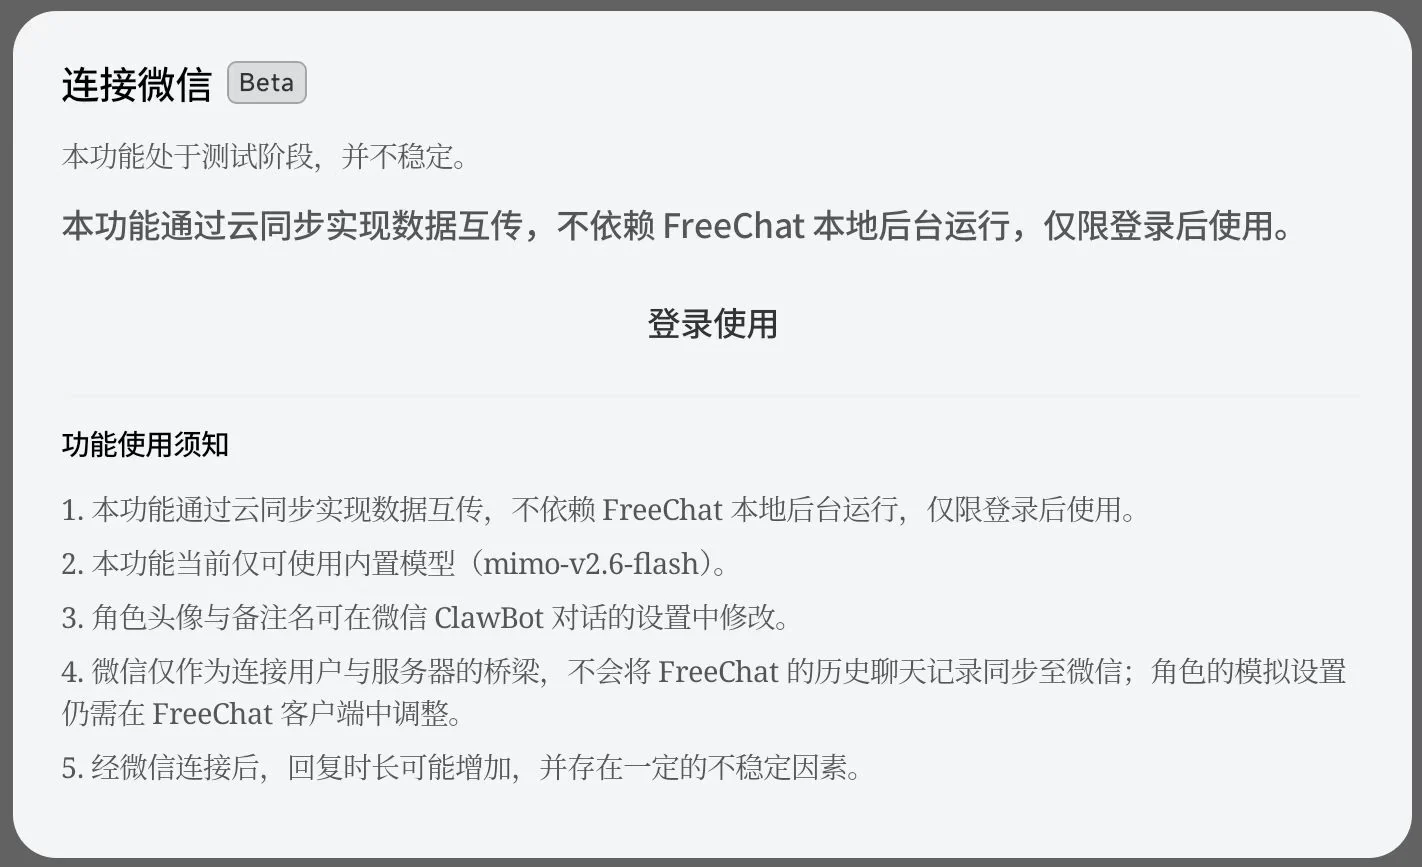 连接微信 Beta
本功能处于测试阶段，并不稳定。
本功能通过云同步实现数据互传，不依赖 FreeChat 本地后台运行，仅限登录后使用。
登录使用
功能使用须知
1. 本功能通过云同步实现数据互传，不依赖 FreeChat 本地后台运行，仅限登录后使用。
2. 本功能当前仅可使用内置模型（mimo-v2.6-flash）。
3. 角色头像与备注名可在微信 ClawBot 对话的设置中修改。
4. 微信仅作为连接用户与服务器的桥梁，不会将 FreeChat 的历史聊天记录同步至微信；角色的模拟设置
仍需在 FreeChat 客户端中调整。
5. 经微信连接后，回复时长可能增加，并存在一定的不稳定因素。